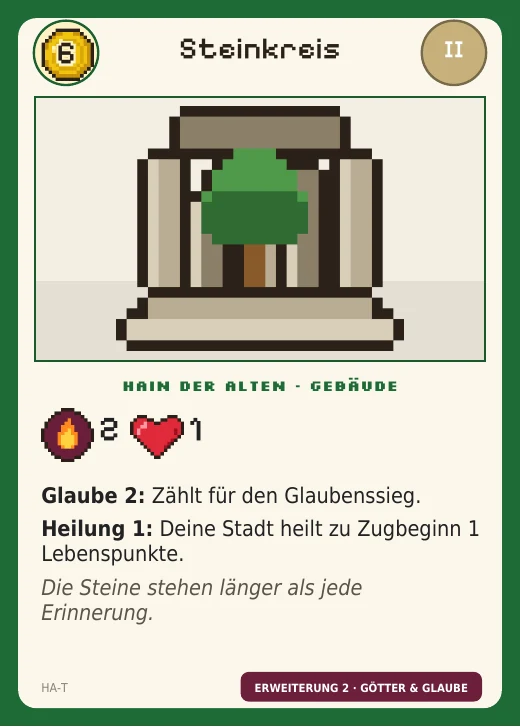 6 Steinkreis II
HAIN DER ALTEN · GEBÄUDE
2 1
Glaube 2: Zählt für den Glaubenssieg.
Heilung 1: Deine Stadt heilt zu Zugbeginn 1
Lebenspunkte.
Die Steine stehen länger als jede
Erinnerung.
HA-T ERWEITERUNG 2 · GÖTTER & GLAUBE